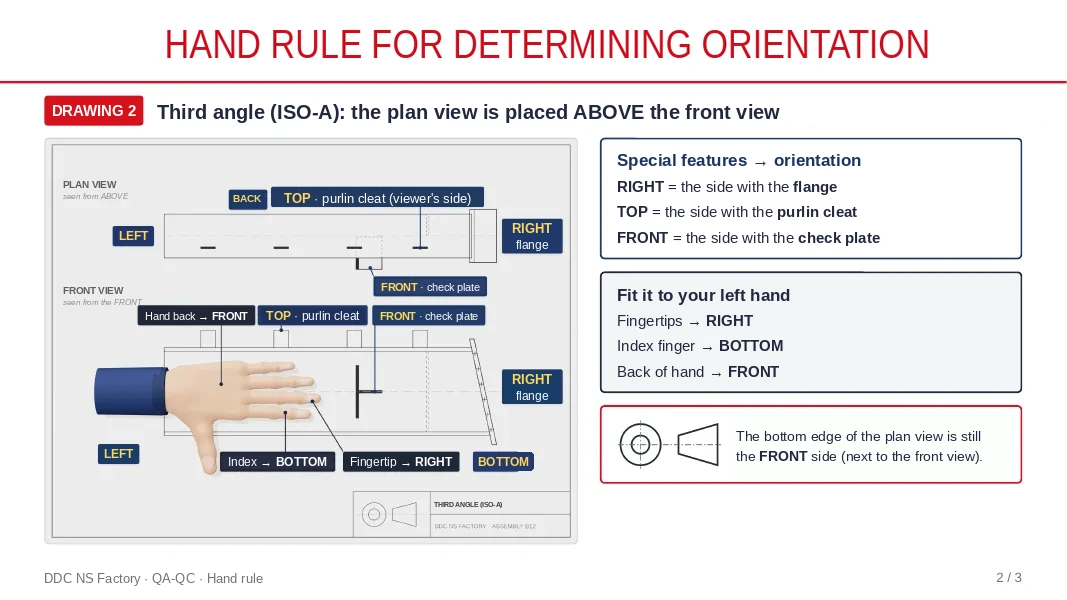 HAND RULE FOR DETERMINING ORIENTATION
DRAWING 2
Third angle (ISO-A): the plan view is placed ABOVE the front view
PLAN VIEW
seen from ABOVE
BACK
TOP · purlin cleat (viewer's side)
LEFT
RIGHT
flange
FRONT · check plate
FRONT VIEW
seen from the FRONT
Hand back → FRONT
TOP · purlin cleat
FRONT · check plate
RIGHT
flange
LEFT
Index → BOTTOM
Fingertip → RIGHT
BOTTOM
THIRD ANGLE (ISO-A)
DDC NS FACTORY · ASSEMBLY B12
Special features → orientation
RIGHT = the side with the flange
TOP = the side with the purlin cleat
FRONT = the side with the check plate
Fit it to your left hand
Fingertips → RIGHT
Index finger → BOTTOM
Back of hand → FRONT
The bottom edge of the plan view is still
the FRONT side (next to the front view).
DDC NS Factory · QA-QC · Hand rule
2 / 3